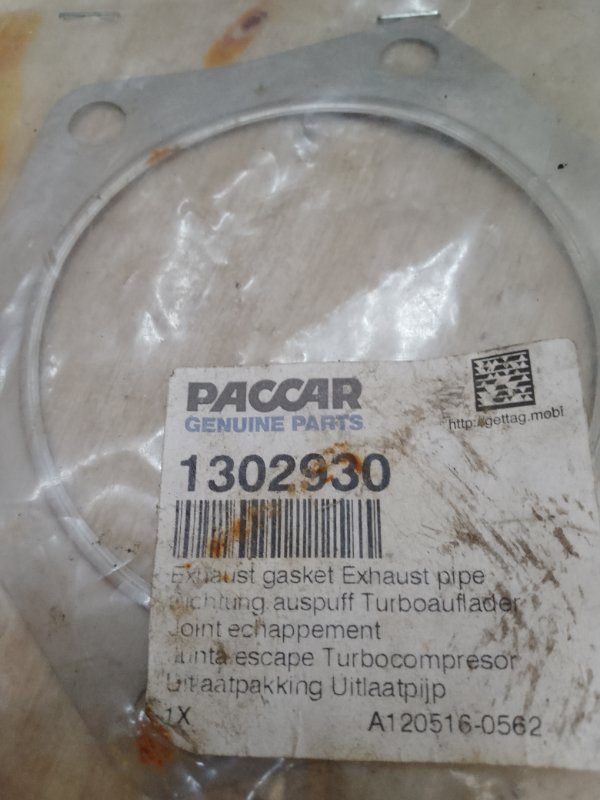 PACCAR
GENUINE PARTS
http://gettag.mobi
1302930
Exhaust gasket Exhaust pipe
Dichtung auspuff Turboauflader
Joint echappement
Junta escape Turbocompresor
Uitlaatpakking Uitlaatpijp
1X A120516-0562